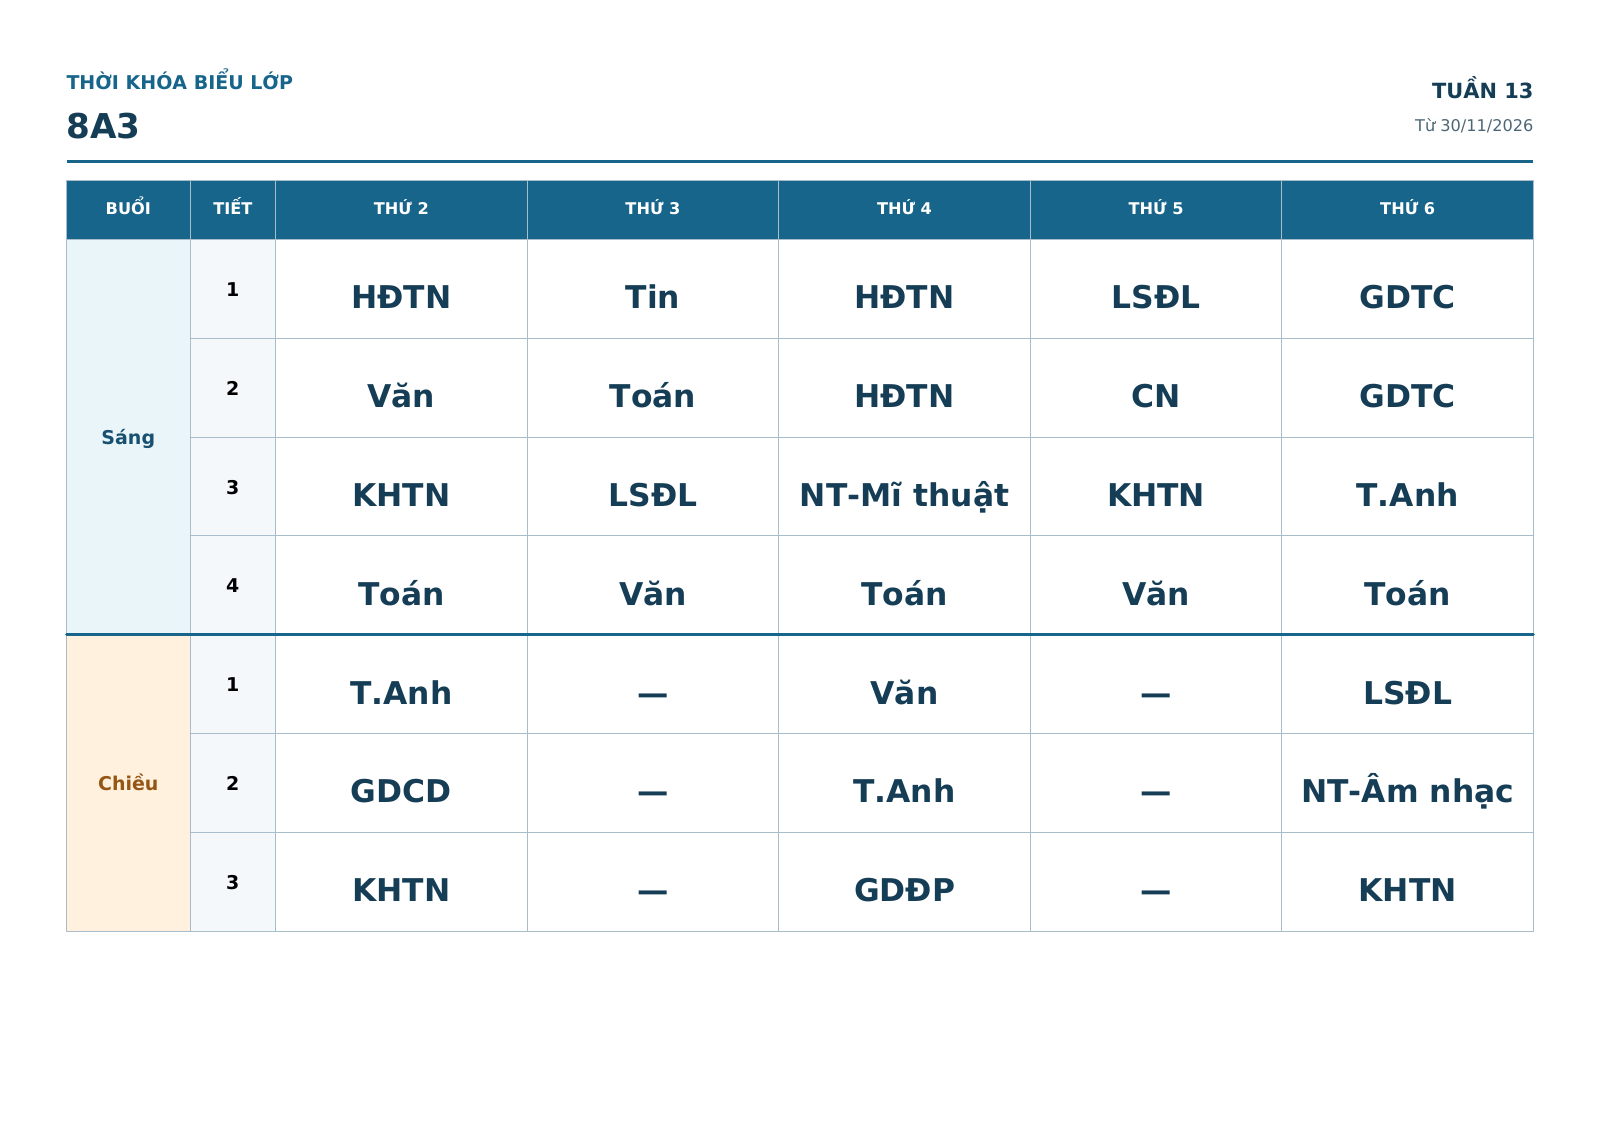 THỜI KHÓA BIỂU LỚP
8A3
TUẦN 13
Từ 30/11/2026
BUỔI TIẾT THỨ 2 THỨ 3 THỨ 4 THỨ 5 THỨ 6
Sáng
1 HĐTN Tin HĐTN LSĐL GDTC
2 Văn Toán HĐTN CN GDTC
3 KHTN LSĐL NT-Mĩ thuật KHTN T.Anh
4 Toán Văn Toán Văn Toán
Chiều
1 T.Anh — Văn — LSĐL
2 GDCD — T.Anh — NT-Âm nhạc
3 KHTN — GDĐP — KHTN